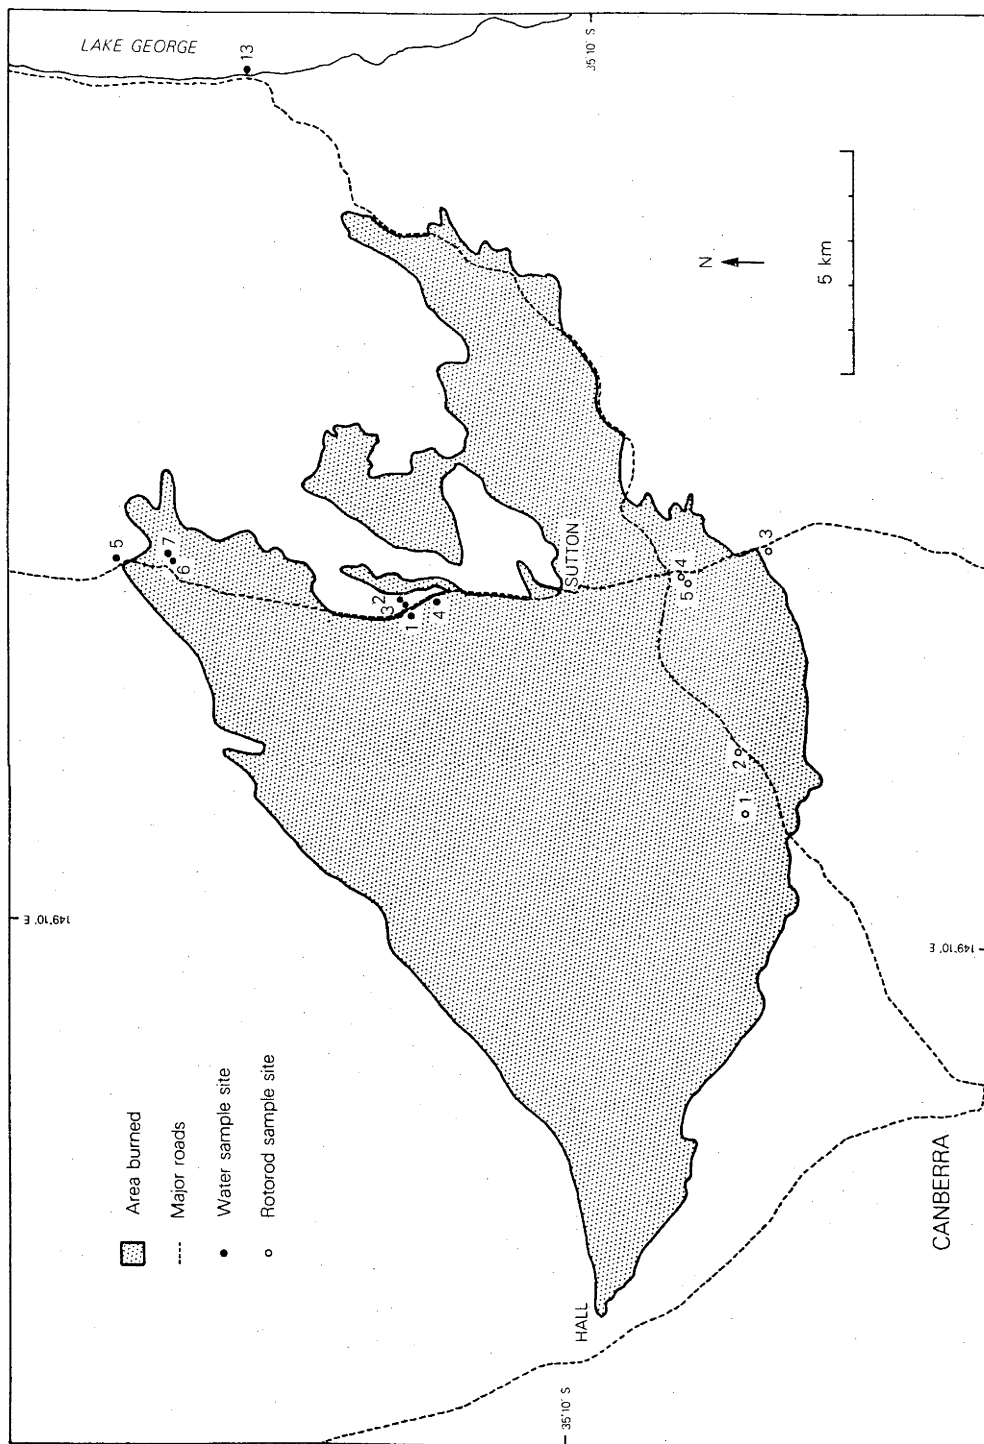 LAKE GEORGE
13
35°10' S
5
7
6
2
3
1
4
SUTTON
N
5 km
4
5
3
2
1
149°10' E
149°10' E
Area burned
Major roads
Water sample site
Rotorod sample site
HALL
CANBERRA
35°10' S